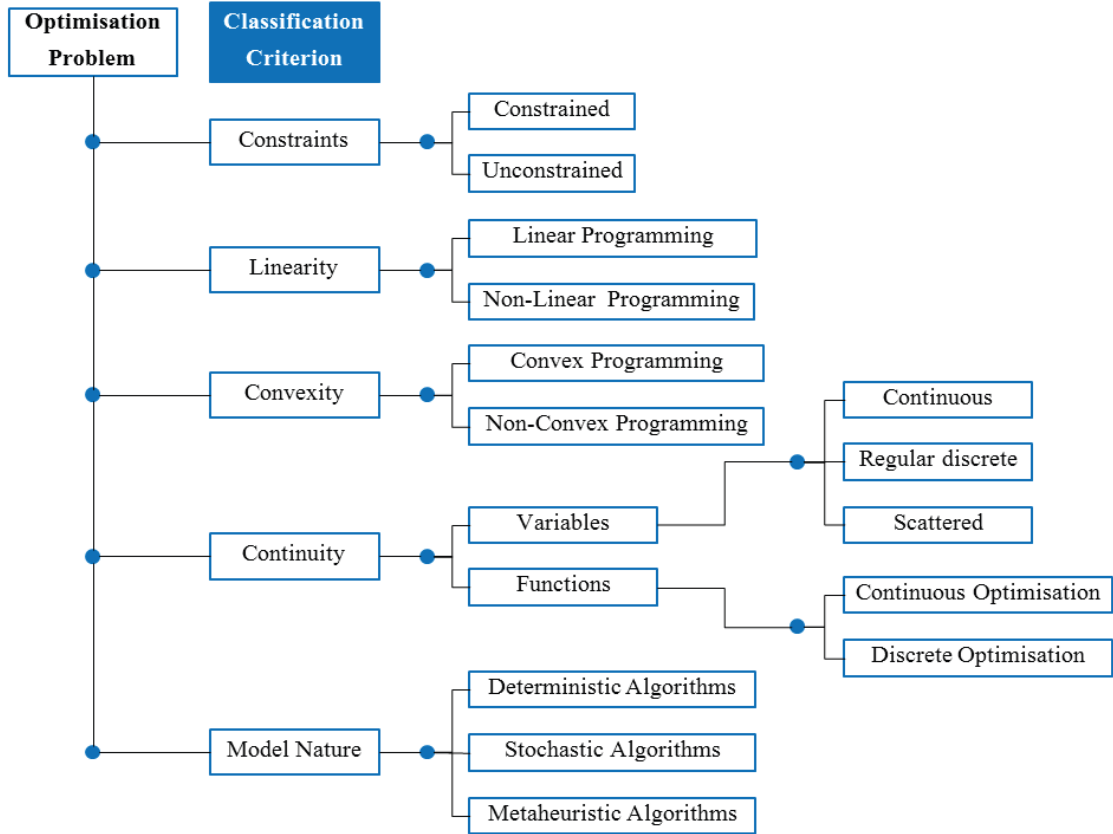 Optimisation
Problem
Classification
Criterion
Constraints
Constrained
Unconstrained
Linearity
Linear Programming
Non-Linear Programming
Convexity
Convex Programming
Non-Convex Programming
Continuity
Variables
Continuous
Regular discrete
Scattered
Functions
Continuous Optimisation
Discrete Optimisation
Model Nature
Deterministic Algorithms
Stochastic Algorithms
Metaheuristic Algorithms